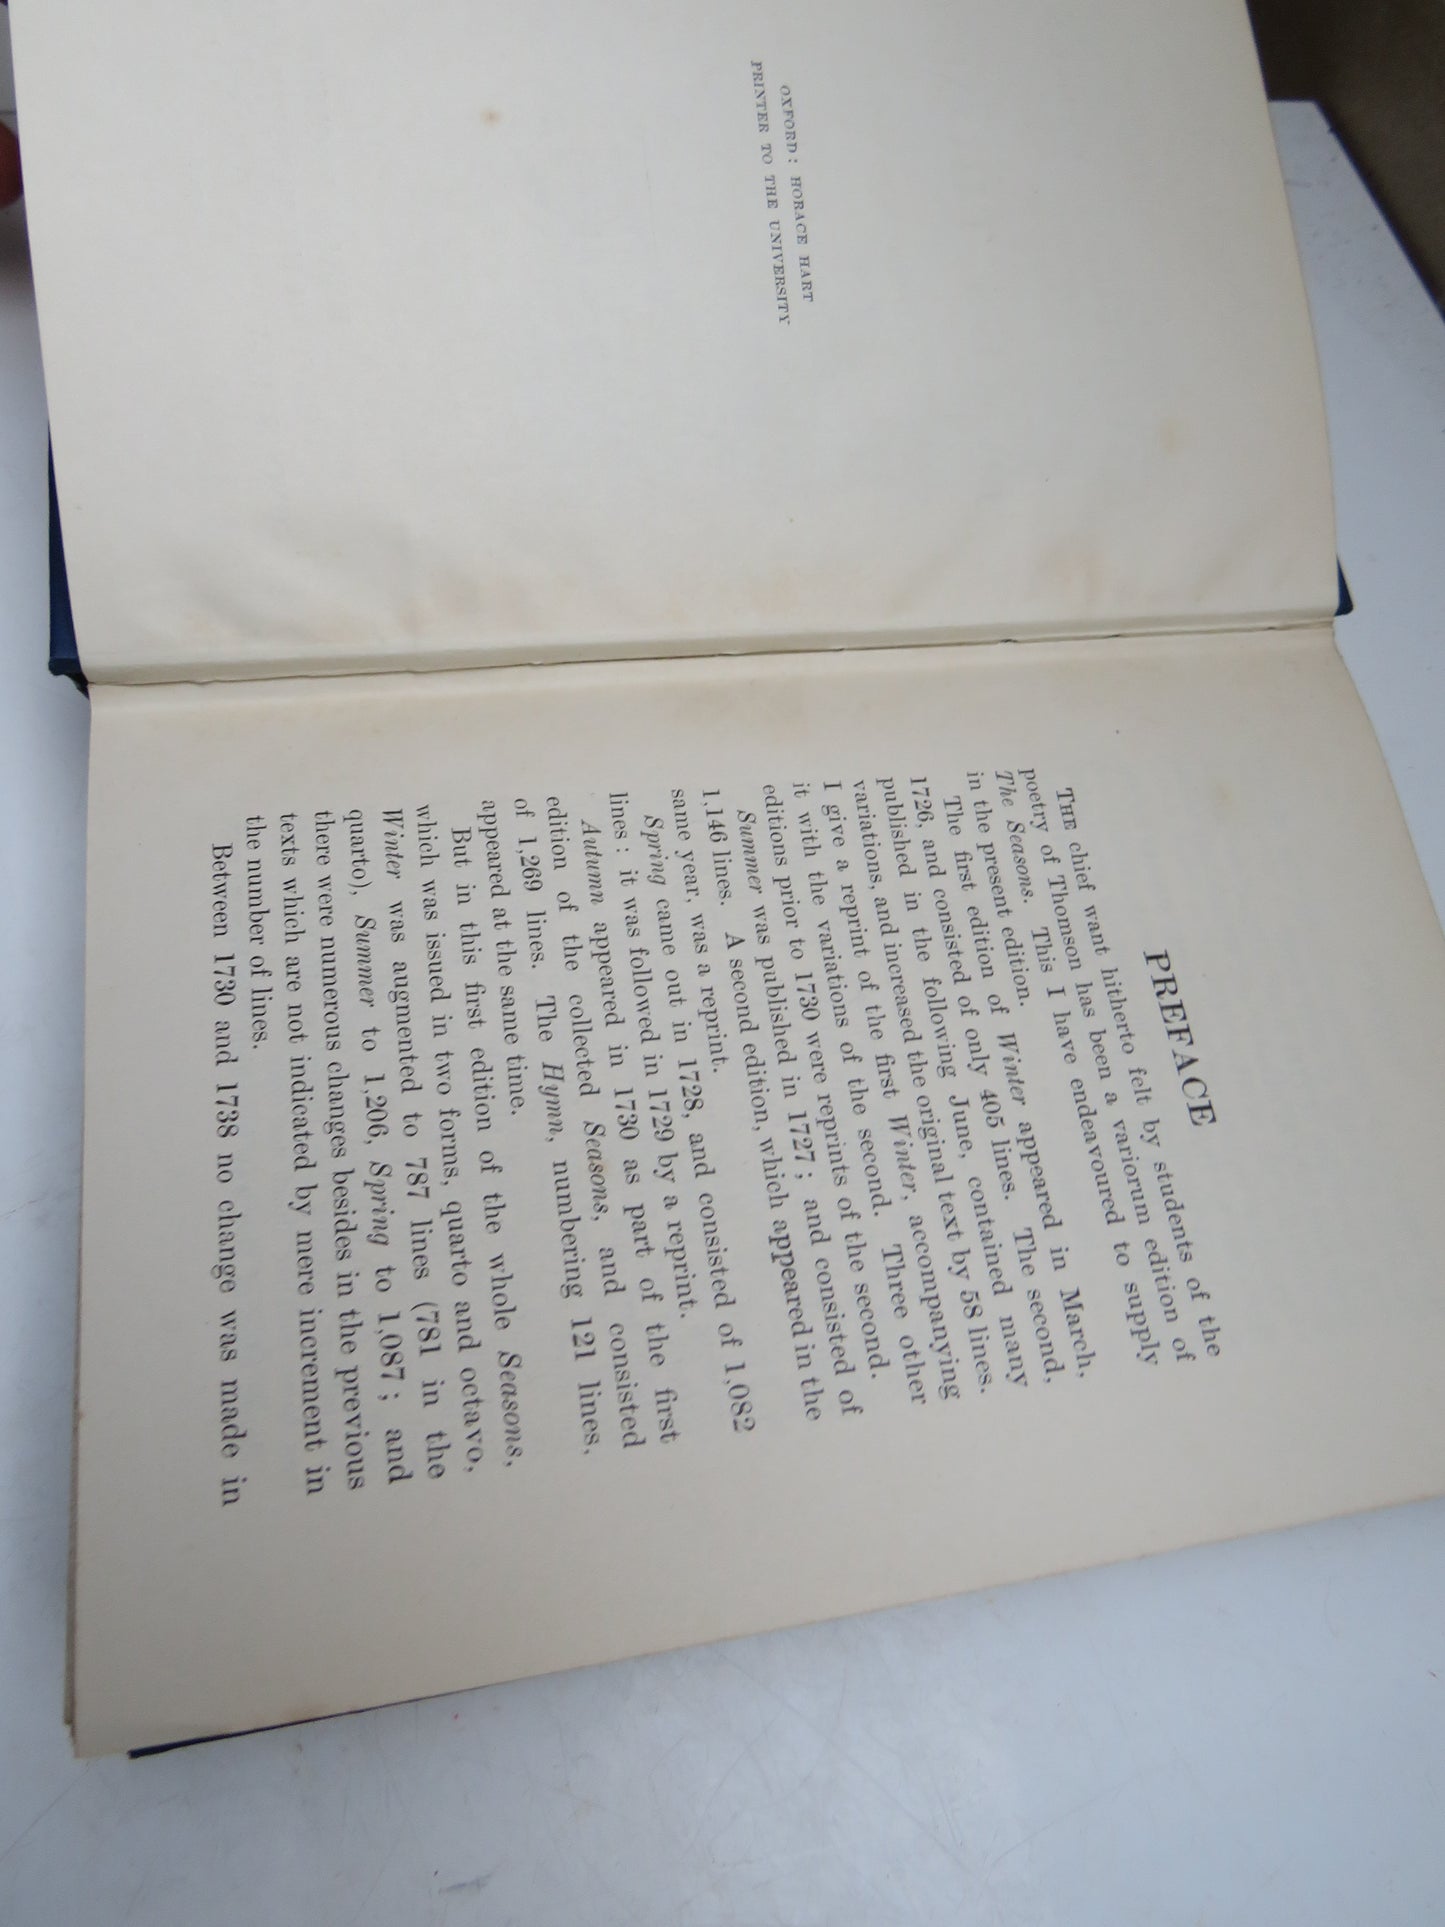 OXFORD: HORACE HART
PRINTER TO THE UNIVERSITY
PREFACE
THE chief want hitherto felt by students of the
poetry of Thomson has been a variorum edition of
The Seasons. This I have endeavoured to supply
in the present edition.
The first edition of Winter appeared in March,
1726, and consisted of only 405 lines. The second,
published in the following June, contained many
variations, and increased the original text by 58 lines.
I give a reprint of the first Winter, accompanying
it with the variations of the second. Three other
editions prior to 1730 were reprints of the second.
Summer was published in 1727; and consisted of
1,146 lines. A second edition, which appeared in the
same year, was a reprint.
Spring came out in 1728, and consisted of 1,082
lines: it was followed in 1729 by a reprint.
Autumn appeared in 1730 as part of the first
edition of the collected Seasons, and consisted
of 1,269 lines. The Hymn, numbering 121 lines,
appeared at the same time.
But in this first edition of the whole Seasons,
which was issued in two forms, quarto and octavo,
Winter was augmented to 787 lines (781 in the
quarto), Summer to 1,206, Spring to 1,087; and
there were numerous changes besides in the previous
texts which are not indicated by mere increment in
the number of lines.
Between 1730 and 1738 no change was made in